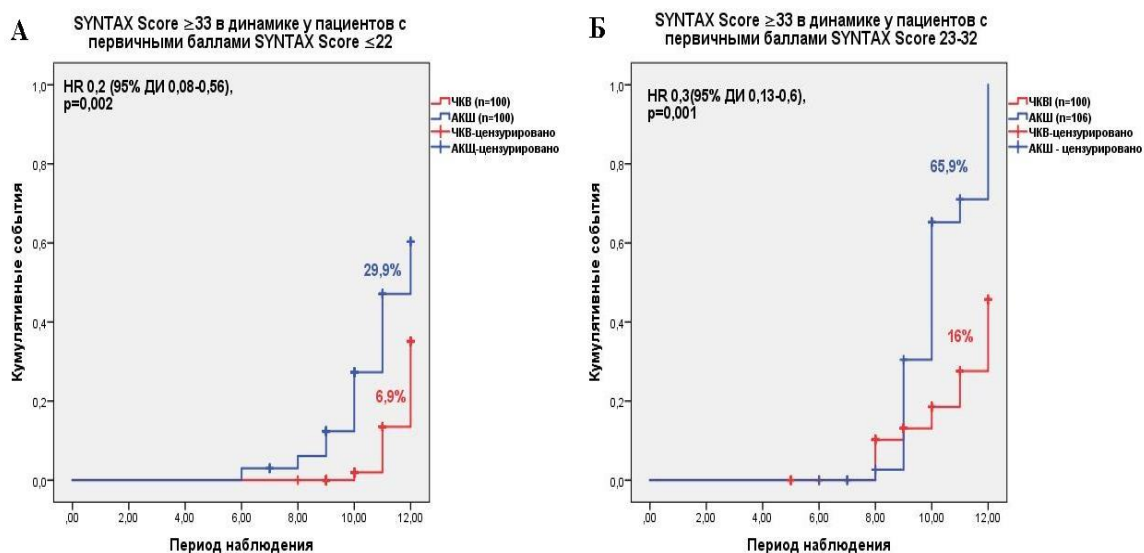 А
SYNTAX Score ≥33 в динамике у пациентов с
первичными баллами SYNTAX Score ≤22
HR 0,2 (95% ДИ 0,08-0,56),
p=0,002
ЧКВ (n=100)
АКШ (n=100)
ЧКВ-цензурировано
АКЩ-цензурировано
Кумулятивные события
1,0
0,8
0,6
0,4
0,2
0,0
29,9%
6,9%
,00 2,00 4,00 6,00 8,00 10,00 12,00
Период наблюдения
Б
SYNTAX Score ≥33 в динамике у пациентов с
первичными баллами SYNTAX Score 23-32
HR 0,3(95% ДИ 0,13-0,6),
p=0,001
ЧКВI (n=100)
АКШ (n=106)
ЧКВ-цензурировано
АКШ - цензурировано
Кумулятивные события
1,0
0,8
0,6
0,4
0,2
0,0
65,9%
16%
,00 2,00 4,00 6,00 8,00 10,00 12,00
Период наблюдения